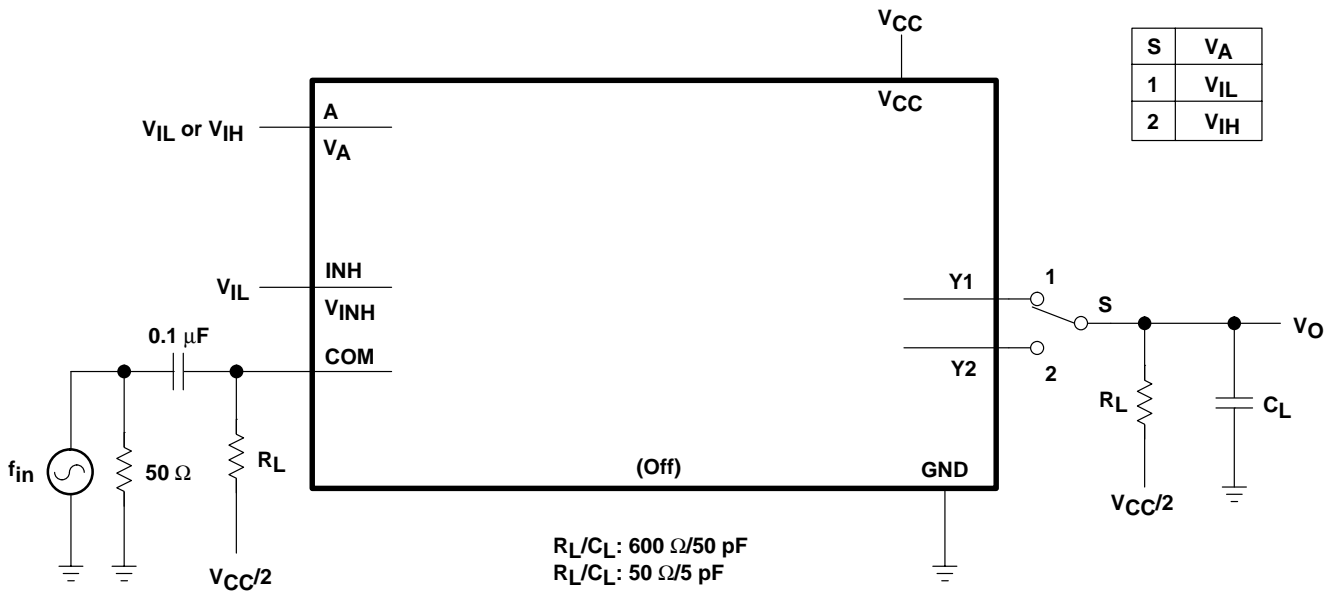 VCC
VCC
S VA
1 VIL
2 VIH
A
VIL or VIH
VA
INH
VIL
VINH
0.1 μF
COM
Y1
1
S
VO
Y2
2
RL
CL
fin
50 Ω
RL
(Off)
GND
VCC/2
RL/CL: 600 Ω/50 pF
RL/CL: 50 Ω/5 pF
VCC/2